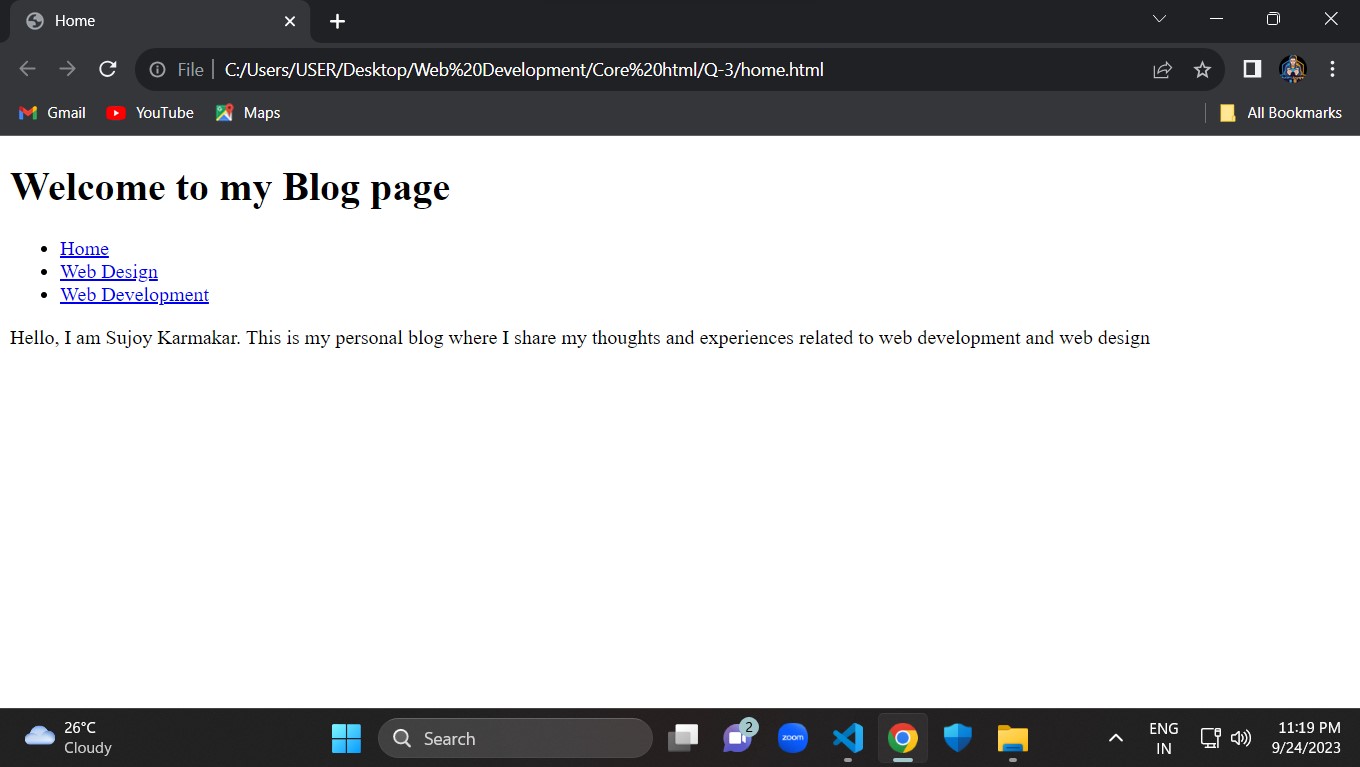 Home
File
C:/Users/USER/Desktop/Web%20Development/Core%20html/Q-3/home.html
Gmail
YouTube
Maps
All Bookmarks
Welcome to my Blog page
Home
Web Design
Web Development
Hello, I am Sujoy Karmakar. This is my personal blog where I share my thoughts and experiences related to web development and web design
26°C
Cloudy
Search
2
zoom
ENG
IN
11:19 PM
9/24/2023